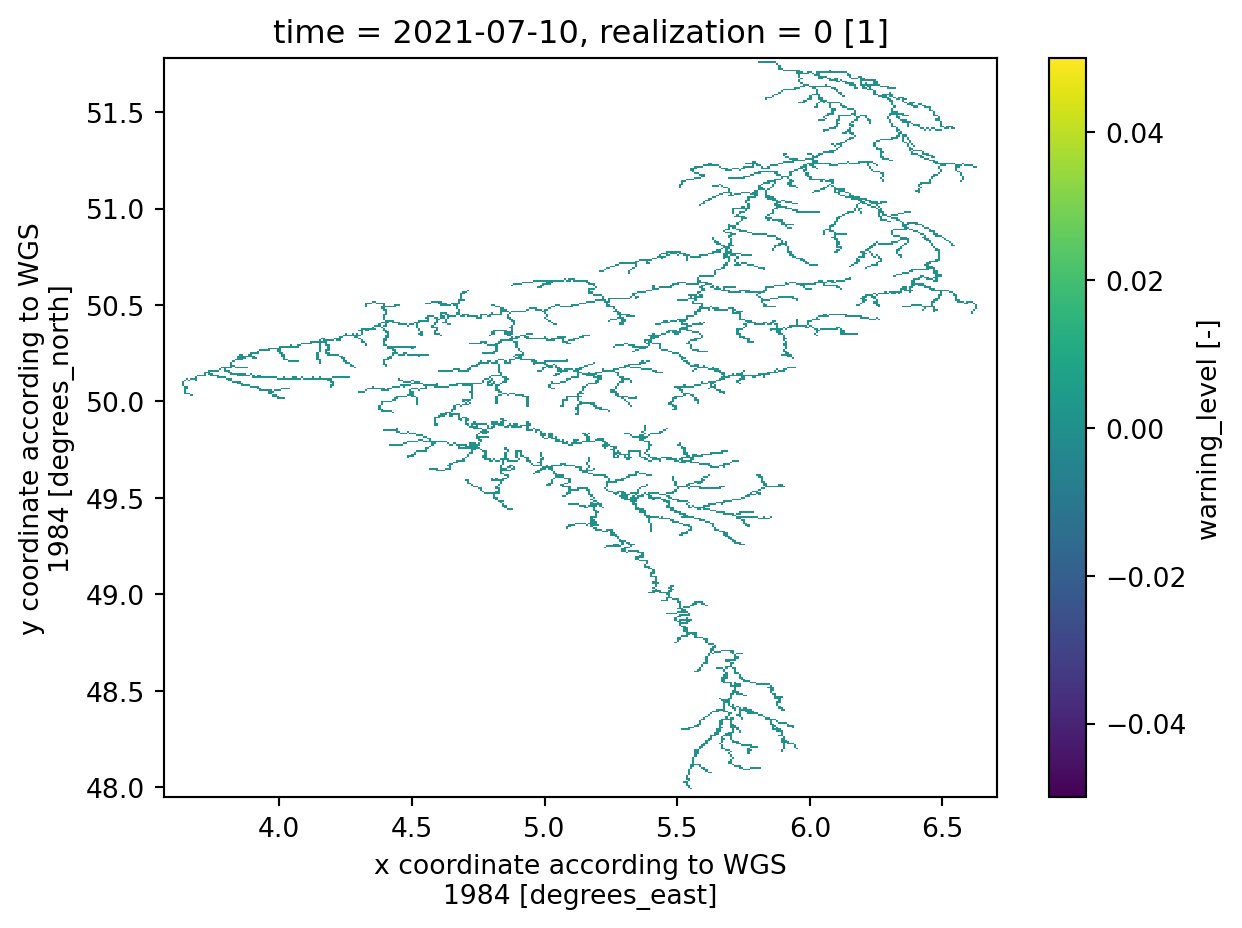 time = 2021-07-10, realization = 0 [1]
51.5
51.0
50.5
50.0
49.5
49.0
48.5
48.0
y coordinate according to WGS
1984 [degrees_north]
4.0 4.5 5.0 5.5 6.0 6.5
x coordinate according to WGS
1984 [degrees_east]
0.04
0.02
0.00
−0.02
−0.04
warning_level [-]